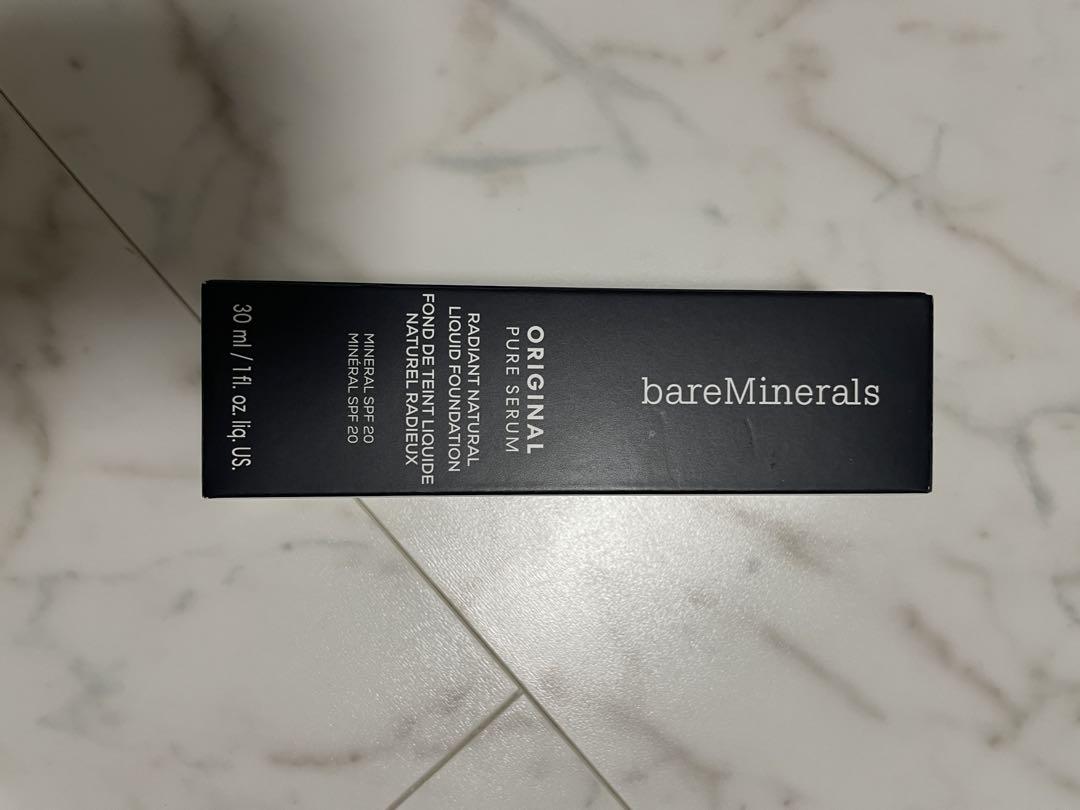 bareMinerals
ORIGINAL
PURE SERUM
RADIANT NATURAL
LIQUID FOUNDATION
FOND DE TEINT LIQUIDE
NATUREL RADIEUX
MINERAL SPF 20
MINÉRAL SPF 20
30 ml / 1 fl. oz. liq. US.